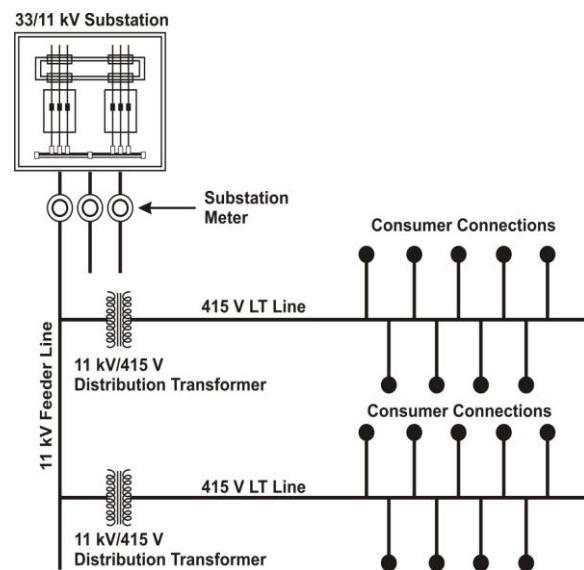 33/11 kV Substation
Substation
Meter
Consumer Connections
415 V LT Line
11 kV/415 V
Distribution Transformer
11 kV Feeder Line
Consumer Connections
415 V LT Line
11 kV/415 V
Distribution Transformer